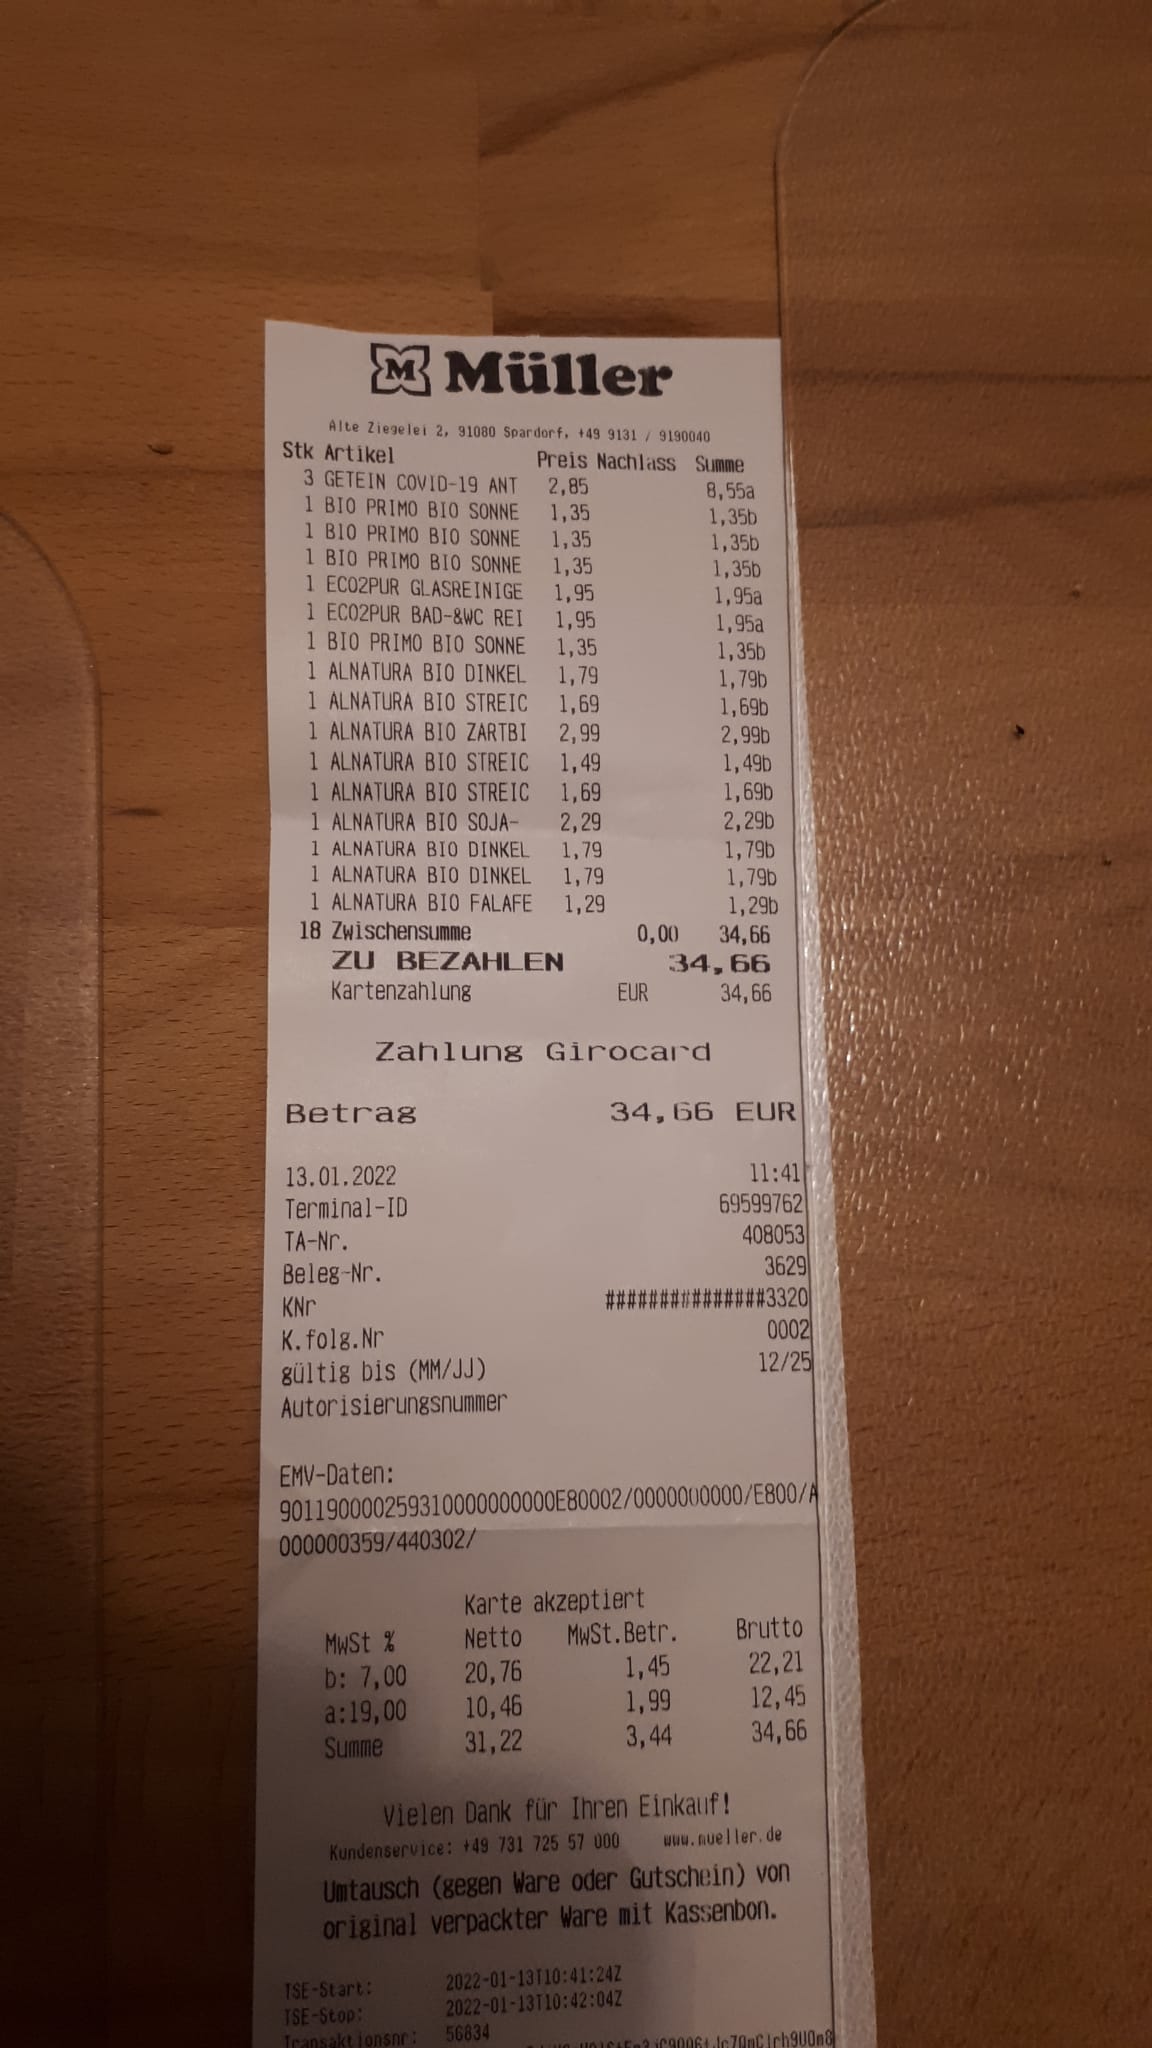 M Müller
Alte Ziegelei 2, 91080 Spardorf, +49 9131 / 9190040
Stk Artikel Preis Nachlass Summe
3 GETEIN COVID-19 ANT 2,85 8,55a
1 BIO PRIMO BIO SONNE 1,35 1,35b
1 BIO PRIMO BIO SONNE 1,35 1,35b
1 BIO PRIMO BIO SONNE 1,35 1,35b
1 ECO2PUR GLASREINIGE 1,95 1,95a
1 ECO2PUR BAD-&WC REI 1,95 1,95a
1 BIO PRIMO BIO SONNE 1,35 1,35b
1 ALNATURA BIO DINKEL 1,79 1,79b
1 ALNATURA BIO STREIC 1,69 1,69b
1 ALNATURA BIO ZARTBI 2,99 2,99b
1 ALNATURA BIO STREIC 1,49 1,49b
1 ALNATURA BIO STREIC 1,69 1,69b
1 ALNATURA BIO SOJA- 2,29 2,29b
1 ALNATURA BIO DINKEL 1,79 1,79b
1 ALNATURA BIO DINKEL 1,79 1,79b
1 ALNATURA BIO FALAFE 1,29 1,29b
18 Zwischensumme 0,00 34,66
ZU BEZAHLEN 34,66
Kartenzahlung EUR 34,66
Zahlung Girocard
Betrag 34,66 EUR
13.01.2022 11:41
Terminal-ID 69599762
TA-Nr. 408053
Beleg-Nr. 3629
KNr ###############3320
K.folg.Nr 0002
gültig bis (MM/JJ) 12/25
Autorisierungsnummer
EMV-Daten:
901190000259310000000000E80002/0000000000/E800/A
000000359/440302/
Karte akzeptiert
MwSt % Netto MwSt.Betr. Brutto
b: 7,00 20,76 1,45 22,21
a:19,00 10,46 1,99 12,45
Summe 31,22 3,44 34,66
Vielen Dank für Ihren Einkauf!
Kundenservice: +49 731 725 57 000 www.mueller.de
Umtausch (gegen Ware oder Gutschein) von
original verpackter Ware mit Kassenbon.
TSE-Start: 2022-01-13T10:41:24Z
TSE-Stop: 2022-01-13T10:42:04Z
Transaktionsnr: 56834